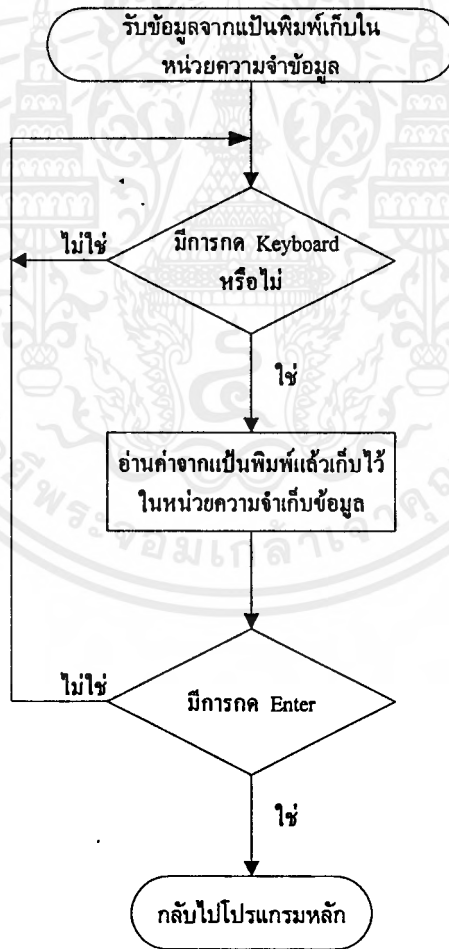 รับข้อมูลจากแป้นพิมพ์เก็บใน
หน่วยความจำข้อมูล
ไม่ใช่
มีการกด Keyboard
หรือไม่
ใช่
อ่านค่าจากแป้นพิมพ์แล้วเก็บไว้
ในหน่วยความจำเก็บข้อมูล
ไม่ใช่
มีการกด Enter
ใช่
กลับไปโปรแกรมหลัก